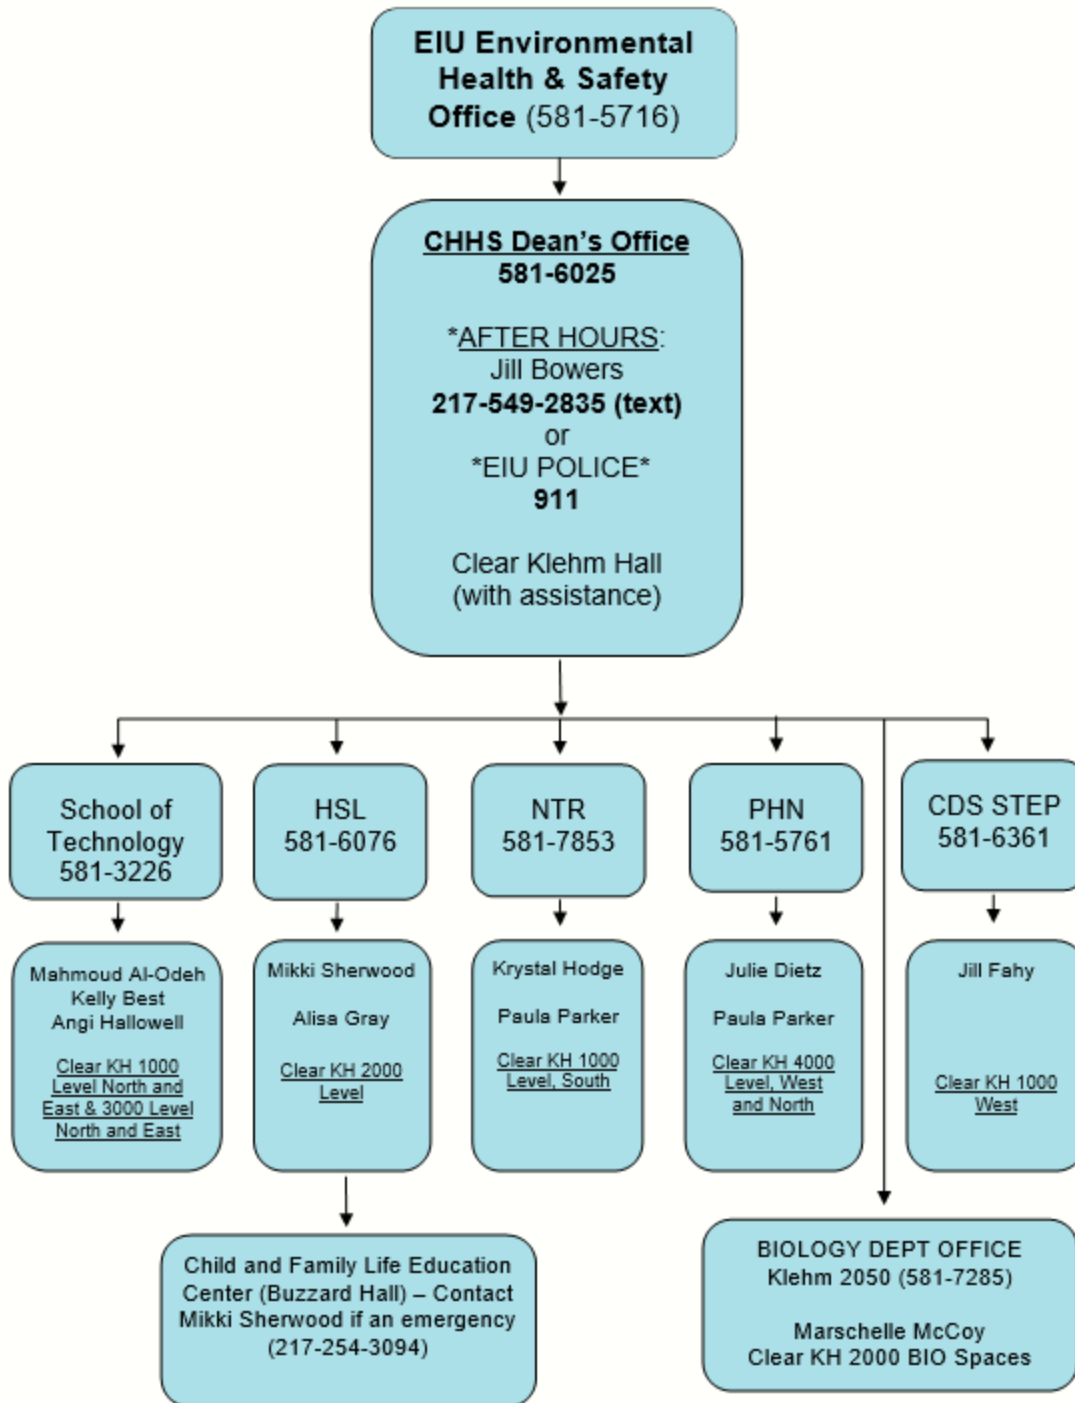 EIU Environmental
Health & Safety
Office (581-5716)
CHHS Dean's Office
581-6025
*AFTER HOURS:
Jill Bowers
217-549-2835 (text)
or
*EIU POLICE*
911
Clear Klehm Hall
(with assistance)
School of
Technology
581-3226
HSL
581-6076
NTR
581-7853
PHN
581-5761
CDS STEP
581-6361
Mahmoud Al-Odeh
Kelly Best
Angi Hallowell
Clear KH 1000
Level North and
East & 3000 Level
North and East
Mikki Sherwood
Alisa Gray
Clear KH 2000
Level
Krystal Hodge
Paula Parker
Clear KH 1000
Level, South
Julie Dietz
Paula Parker
Clear KH 4000
Level, West
and North
Jill Fahy
Clear KH 1000
West
Child and Family Life Education
Center (Buzzard Hall) – Contact
Mikki Sherwood if an emergency
(217-254-3094)
BIOLOGY DEPT OFFICE
Klehm 2050 (581-7285)
Marschelle McCoy
Clear KH 2000 BIO Spaces